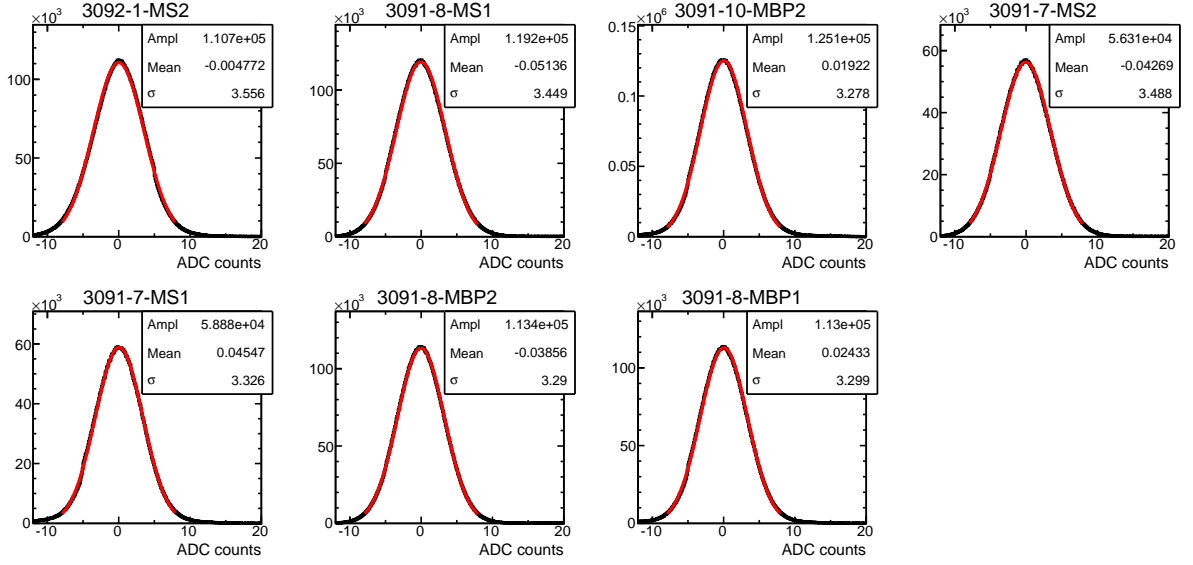 3092-1-MS2
×10³
Ampl 1.107e+05
Mean -0.004772
σ 3.556
100
50
0
-10 0 10 20
ADC counts
3091-8-MS1
×10³
Ampl 1.192e+05
Mean -0.05136
σ 3.449
100
50
0
-10 0 10 20
ADC counts
3091-10-MBP2
×10⁶
Ampl 1.251e+05
Mean 0.01922
σ 3.278
0.15
0.1
0.05
0
-10 0 10 20
ADC counts
3091-7-MS2
×10³
Ampl 5.631e+04
Mean -0.04269
σ 3.488
60
40
20
0
-10 0 10 20
ADC counts
3091-7-MS1
×10³
Ampl 5.888e+04
Mean 0.04547
σ 3.326
60
40
20
0
-10 0 10 20
ADC counts
3091-8-MBP2
×10³
Ampl 1.134e+05
Mean -0.03856
σ 3.29
100
50
0
-10 0 10 20
ADC counts
3091-8-MBP1
×10³
Ampl 1.13e+05
Mean 0.02433
σ 3.299
100
50
0
-10 0 10 20
ADC counts